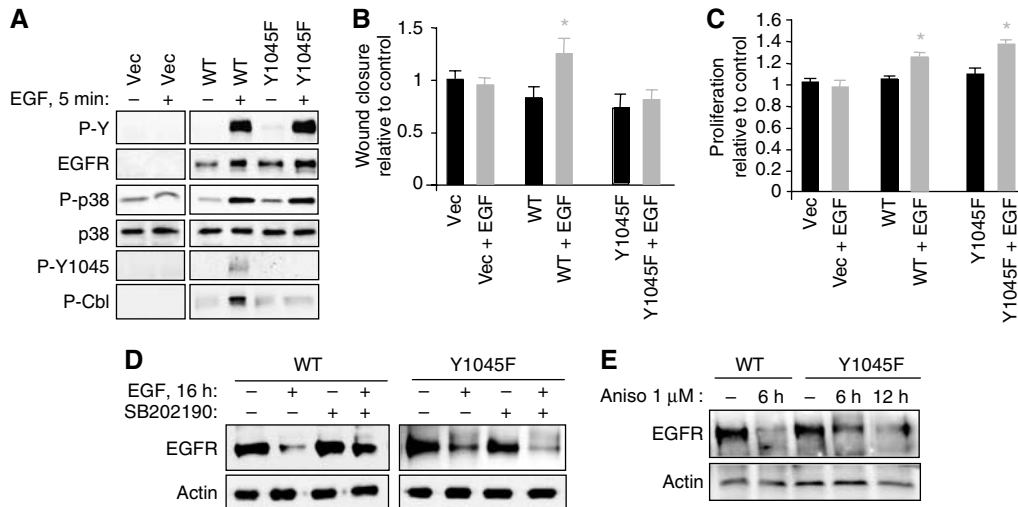 A
Vec
Vec
WT
WT
Y1045F
Y1045F
EGF, 5 min:
– + – + – +
P-Y
EGFR
P-p38
p38
P-Y1045
P-Cbl
B
Wound closure
relative to control
1.5
1
0.5
0
*
Vec
Vec + EGF
WT
WT + EGF
Y1045F
Y1045F + EGF
C
Proliferation
relative to control
1.6
1.4
1.2
1
0.8
0.6
0.4
0.2
0
*
*
Vec
Vec + EGF
WT
WT + EGF
Y1045F
Y1045F + EGF
D
WT Y1045F
EGF, 16 h: – + – + – + – +
SB202190: – – + + – – + +
EGFR
Actin
E
WT Y1045F
Aniso 1 μM : – 6 h – 6 h 12 h
EGFR
Actin